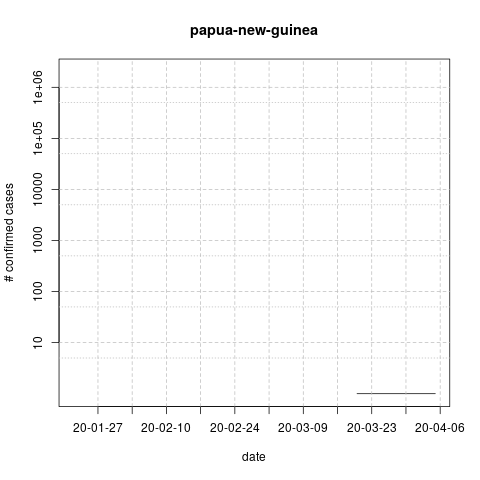 papua-new-guinea
# confirmed cases
1e+06
1e+05
10000
1000
100
10
20-01-27 20-02-10 20-02-24 20-03-09 20-03-23 20-04-06
date